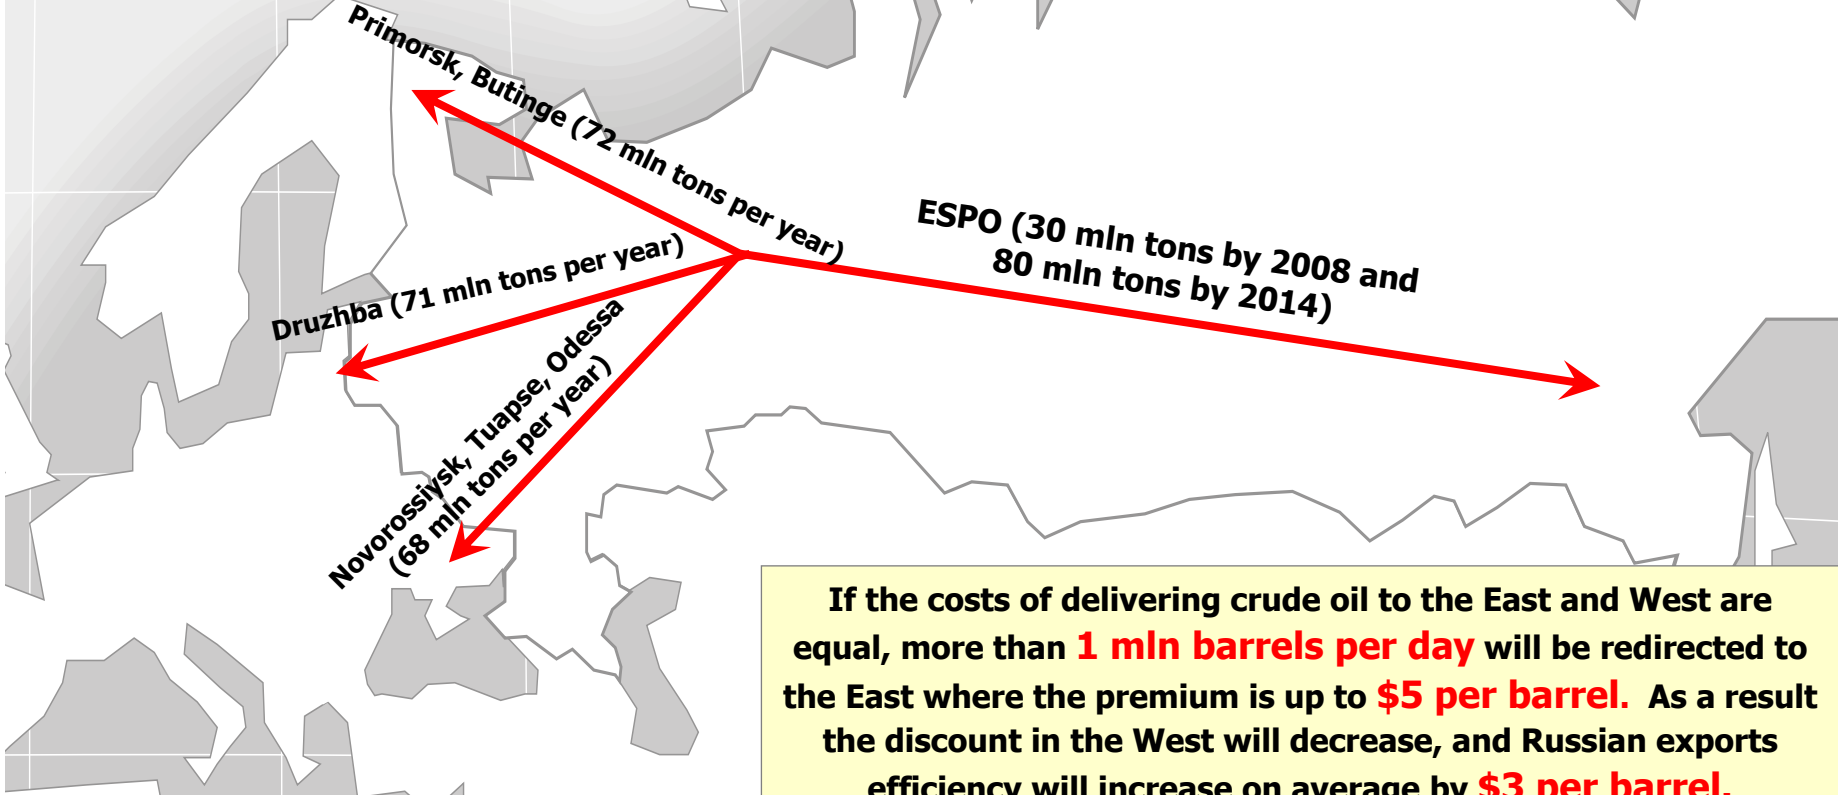 Primorsk, Butinge (72 mln tons per year)
ESPO (30 mln tons by 2008 and
80 mln tons by 2014)
Druzhba (71 mln tons per year)
Novorossiysk, Tuapse, Odessa
(68 mln tons per year)
If the costs of delivering crude oil to the East and West are
equal, more than 1 mln barrels per day will be redirected to
the East where the premium is up to $5 per barrel. As a result
the discount in the West will decrease, and Russian exports
efficiency will increase on average by $3 per barrel.